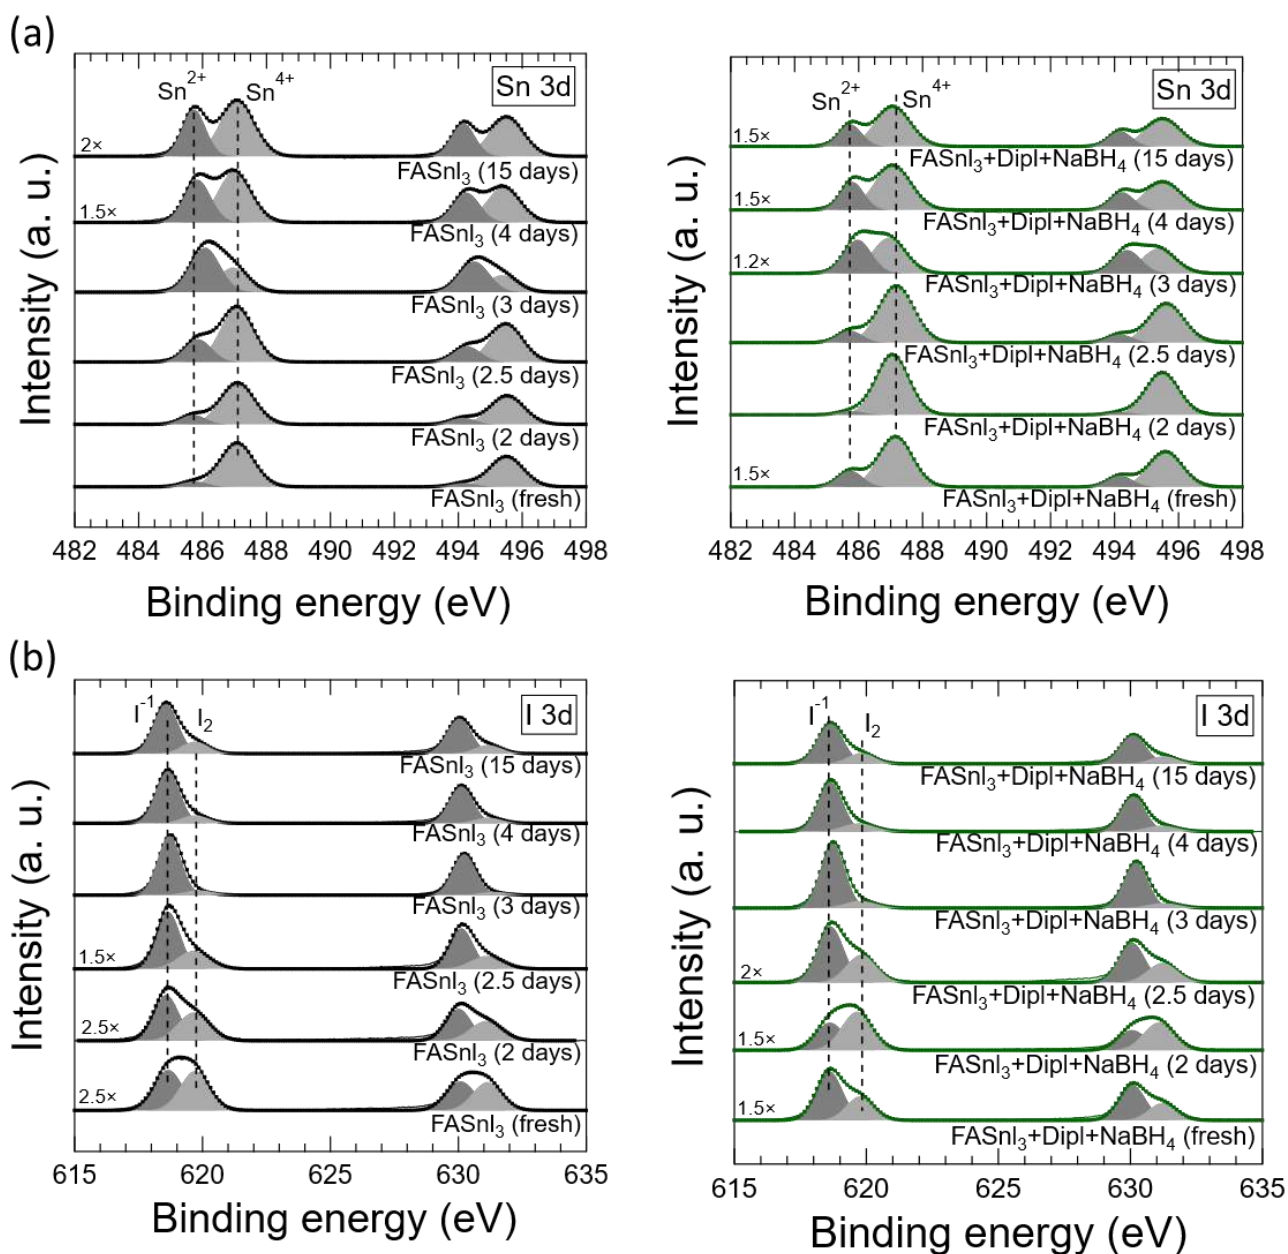 (a)
Sn 3d
Sn²⁺
Sn⁴⁺
2×
FASnI₃ (15 days)
1.5×
FASnI₃ (4 days)
FASnI₃ (3 days)
FASnI₃ (2.5 days)
FASnI₃ (2 days)
FASnI₃ (fresh)
Intensity (a. u.)
482 484 486 488 490 492 494 496 498
Binding energy (eV)
Sn 3d
Sn²⁺
Sn⁴⁺
1.5×
FASnI₃+DipI+NaBH₄ (15 days)
1.5×
FASnI₃+DipI+NaBH₄ (4 days)
1.2×
FASnI₃+DipI+NaBH₄ (3 days)
FASnI₃+DipI+NaBH₄ (2.5 days)
FASnI₃+DipI+NaBH₄ (2 days)
1.5×
FASnI₃+DipI+NaBH₄ (fresh)
Intensity (a. u.)
482 484 486 488 490 492 494 496 498
Binding energy (eV)
(b)
I 3d
I⁻¹
I₂
FASnI₃ (15 days)
FASnI₃ (4 days)
FASnI₃ (3 days)
1.5×
FASnI₃ (2.5 days)
2.5×
FASnI₃ (2 days)
2.5×
FASnI₃ (fresh)
Intensity (a. u.)
615 620 625 630 635
Binding energy (eV)
I 3d
I⁻¹
I₂
FASnI₃+DipI+NaBH₄ (15 days)
FASnI₃+DipI+NaBH₄ (4 days)
FASnI₃+DipI+NaBH₄ (3 days)
2×
FASnI₃+DipI+NaBH₄ (2.5 days)
1.5×
FASnI₃+DipI+NaBH₄ (2 days)
1.5×
FASnI₃+DipI+NaBH₄ (fresh)
Intensity (a. u.)
615 620 625 630 635
Binding energy (eV)